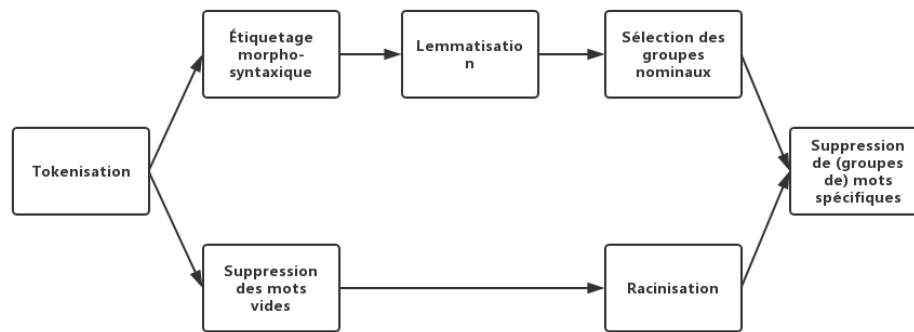 Étiquetage
morpho-
syntaxique
Lemmatisatio
n
Sélection des
groupes
nominaux
Tokenisation
Suppression
de (groupes
de) mots
spécifiques
Suppression
des mots
vides
Racinisation